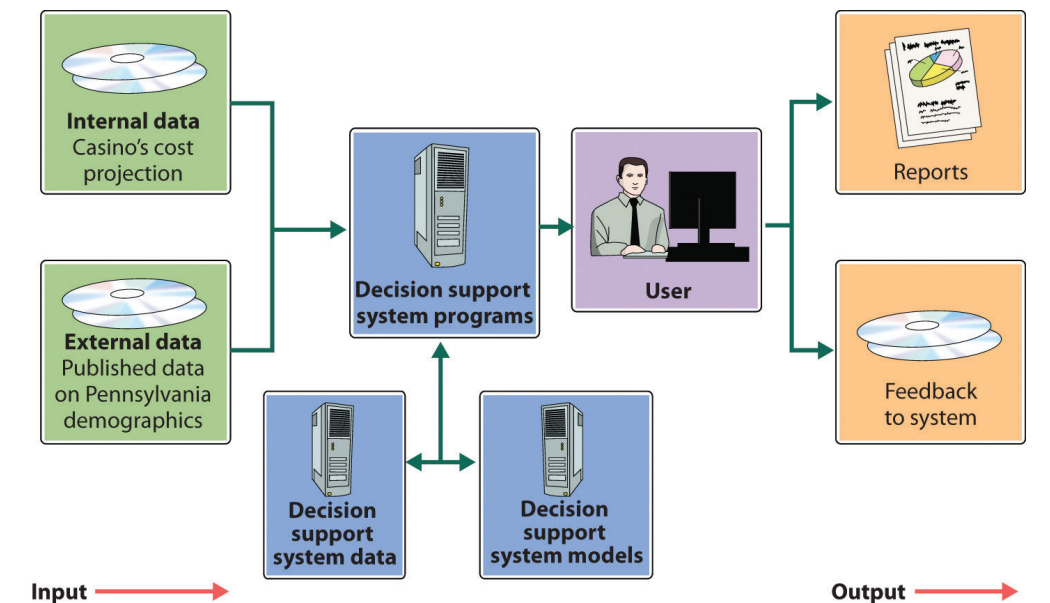 Internal data
Casino's cost
projection
External data
Published data
on Pennsylvania
demographics
Decision support
system programs
Decision
support
system data
Decision
support
system models
User
Reports
Feedback
to system
Input
Output